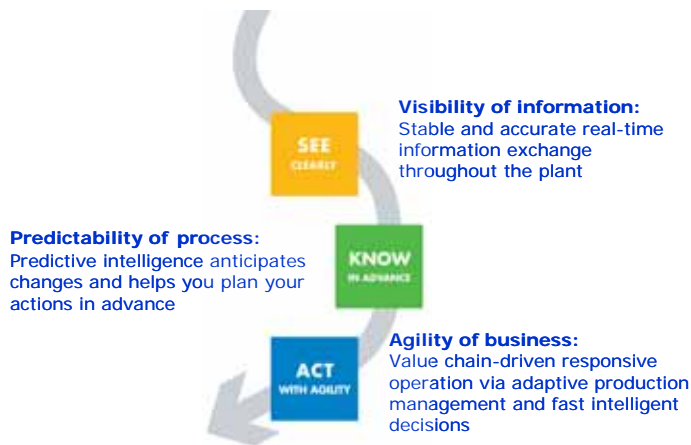 SEE
CLEARLY
Visibility of information:
Stable and accurate real-time
information exchange
throughout the plant
Predictability of process:
Predictive intelligence anticipates
changes and helps you plan your
actions in advance
KNOW
IN ADVANCE
ACT
WITH AGILITY
Agility of business:
Value chain-driven responsive
operation via adaptive production
management and fast intelligent
decisions